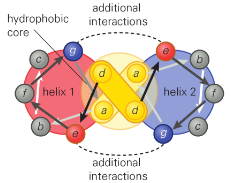 additional
interactions
hydrophobic
core
g
e
c
d
a
b
f
helix 1
helix 2
f
b
a
d
c
e
g
additional
interactions